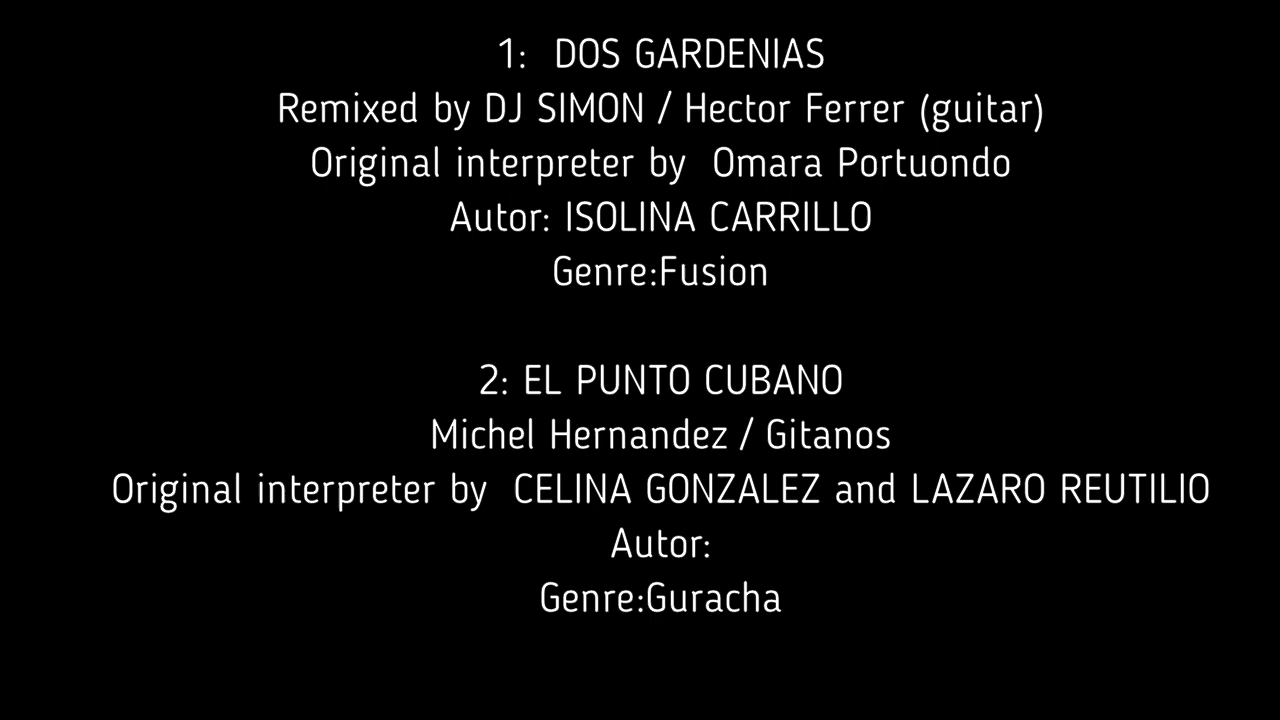 1:  DOS GARDENIAS
Remixed by DJ SIMON / Hector Ferrer (guitar)
Original interpreter by  Omara Portuondo
Autor: ISOLINA CARRILLO
Genre:Fusion
2: EL PUNTO CUBANO
Michel Hernandez / Gitanos
Original interpreter by  CELINA GONZALEZ and LAZARO REUTILIO
Autor:
Genre:Guracha